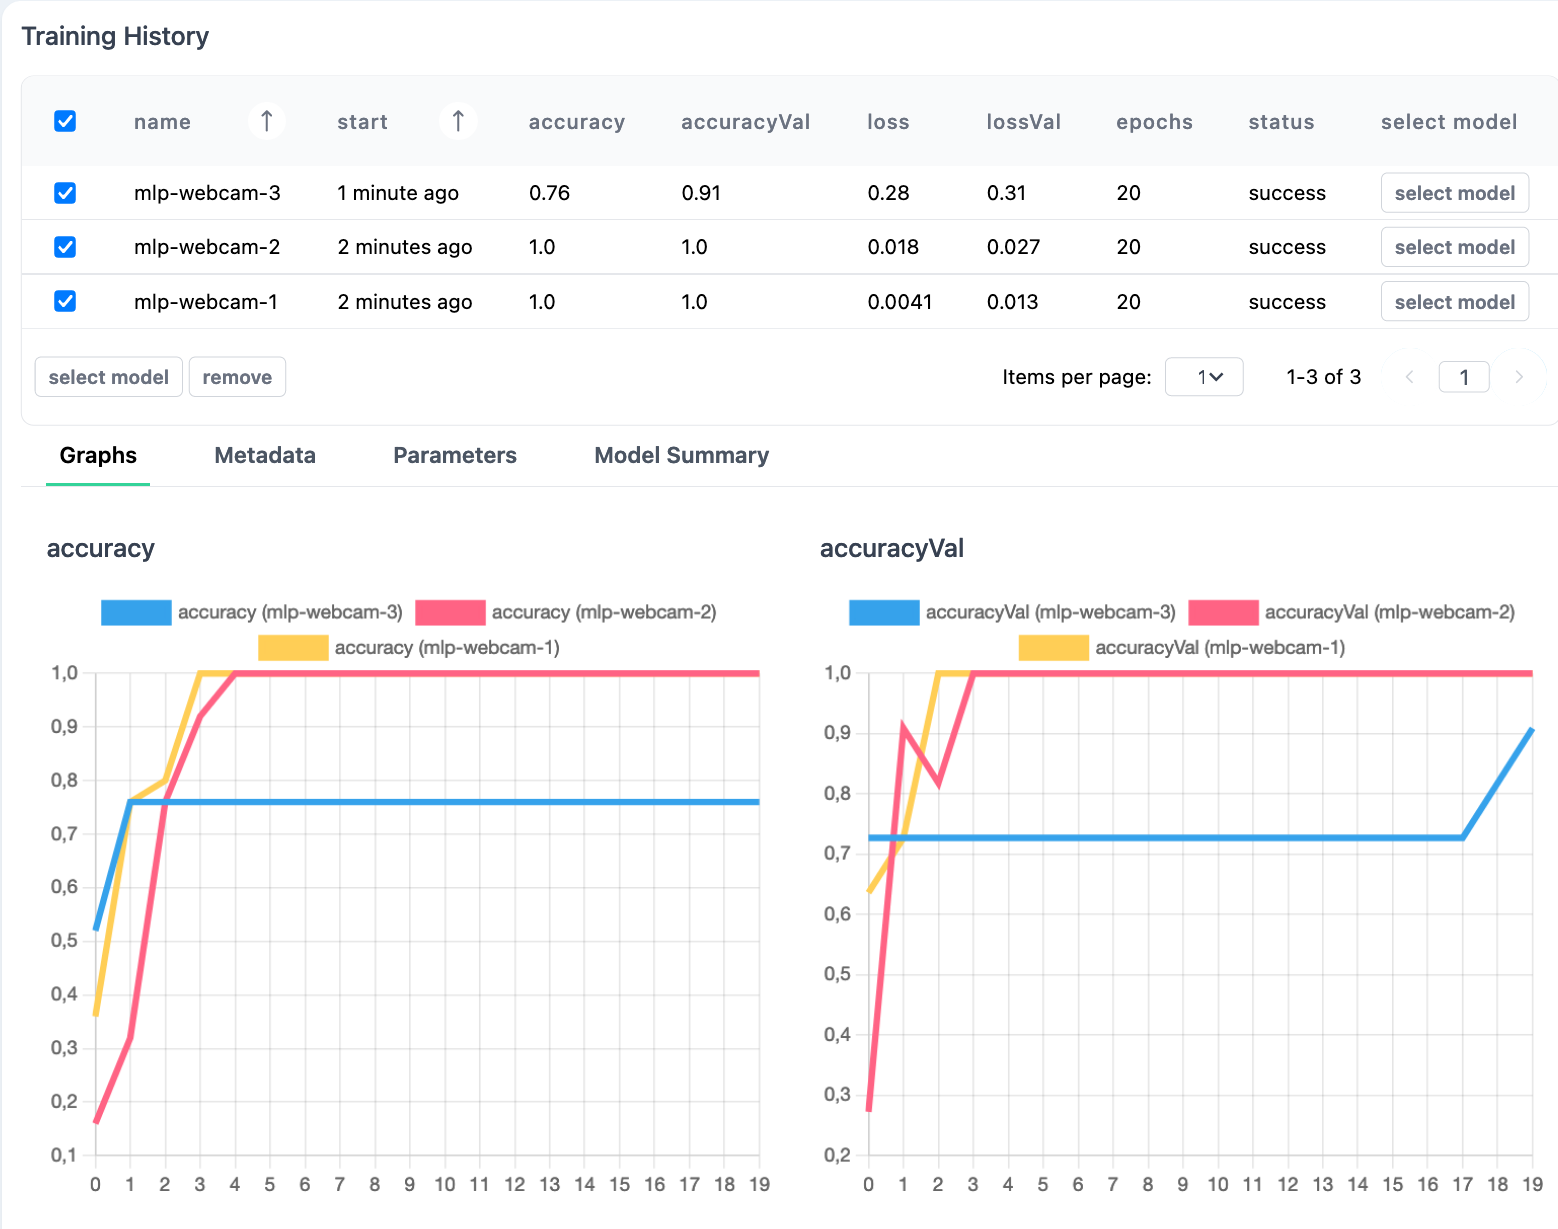 Training History
name ↑ start ↑ accuracy accuracyVal loss lossVal epochs status select model
mlp-webcam-3 1 minute ago 0.76 0.91 0.28 0.31 20 success select model
mlp-webcam-2 2 minutes ago 1.0 1.0 0.018 0.027 20 success select model
mlp-webcam-1 2 minutes ago 1.0 1.0 0.0041 0.013 20 success select model
select model remove Items per page: 1 1-3 of 3 1
Graphs Metadata Parameters Model Summary
accuracy
accuracy (mlp-webcam-3) accuracy (mlp-webcam-2)
accuracy (mlp-webcam-1)
1,0
0,9
0,8
0,7
0,6
0,5
0,4
0,3
0,2
0,1
0 1 2 3 4 5 6 7 8 9 10 11 12 13 14 15 16 17 18 19
accuracyVal
accuracyVal (mlp-webcam-3) accuracyVal (mlp-webcam-2)
accuracyVal (mlp-webcam-1)
1,0
0,9
0,8
0,7
0,6
0,5
0,4
0,3
0,2
0 1 2 3 4 5 6 7 8 9 10 11 12 13 14 15 16 17 18 19